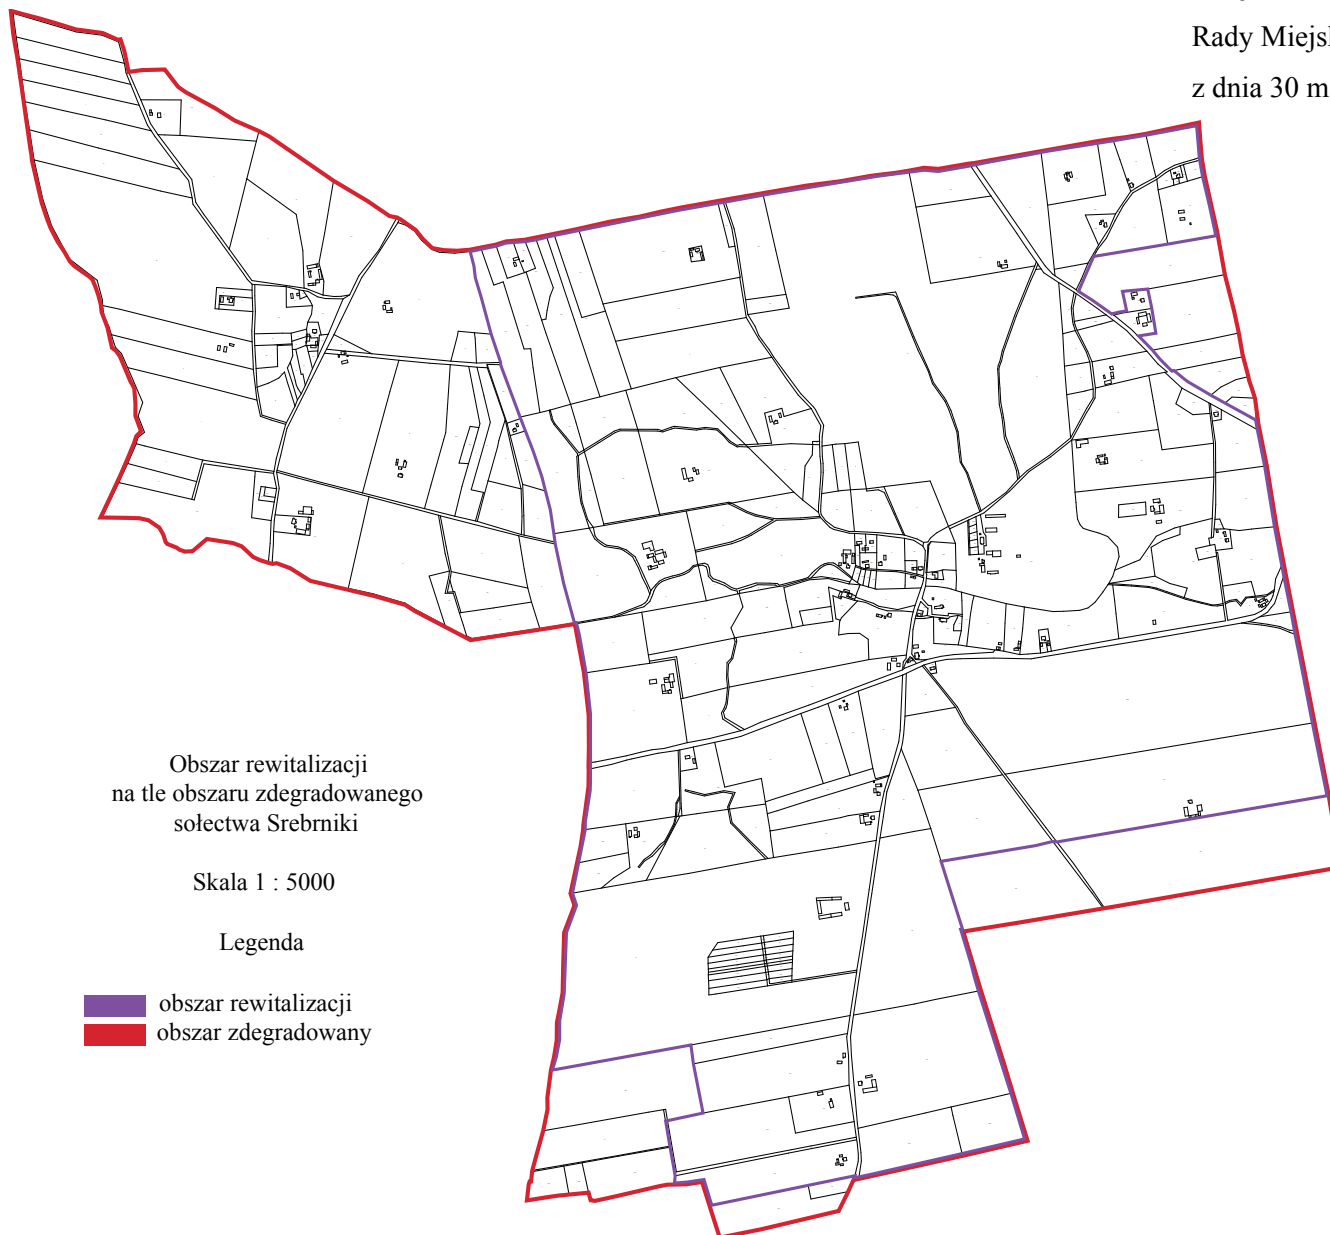 Rady
z dnia 30
Obszar rewitalizacji
na tle obszaru zdegradowanego
sołectwa Srebrniki
Skala 1 : 5000
Legenda
obszar rewitalizacji
obszar zdegradowany